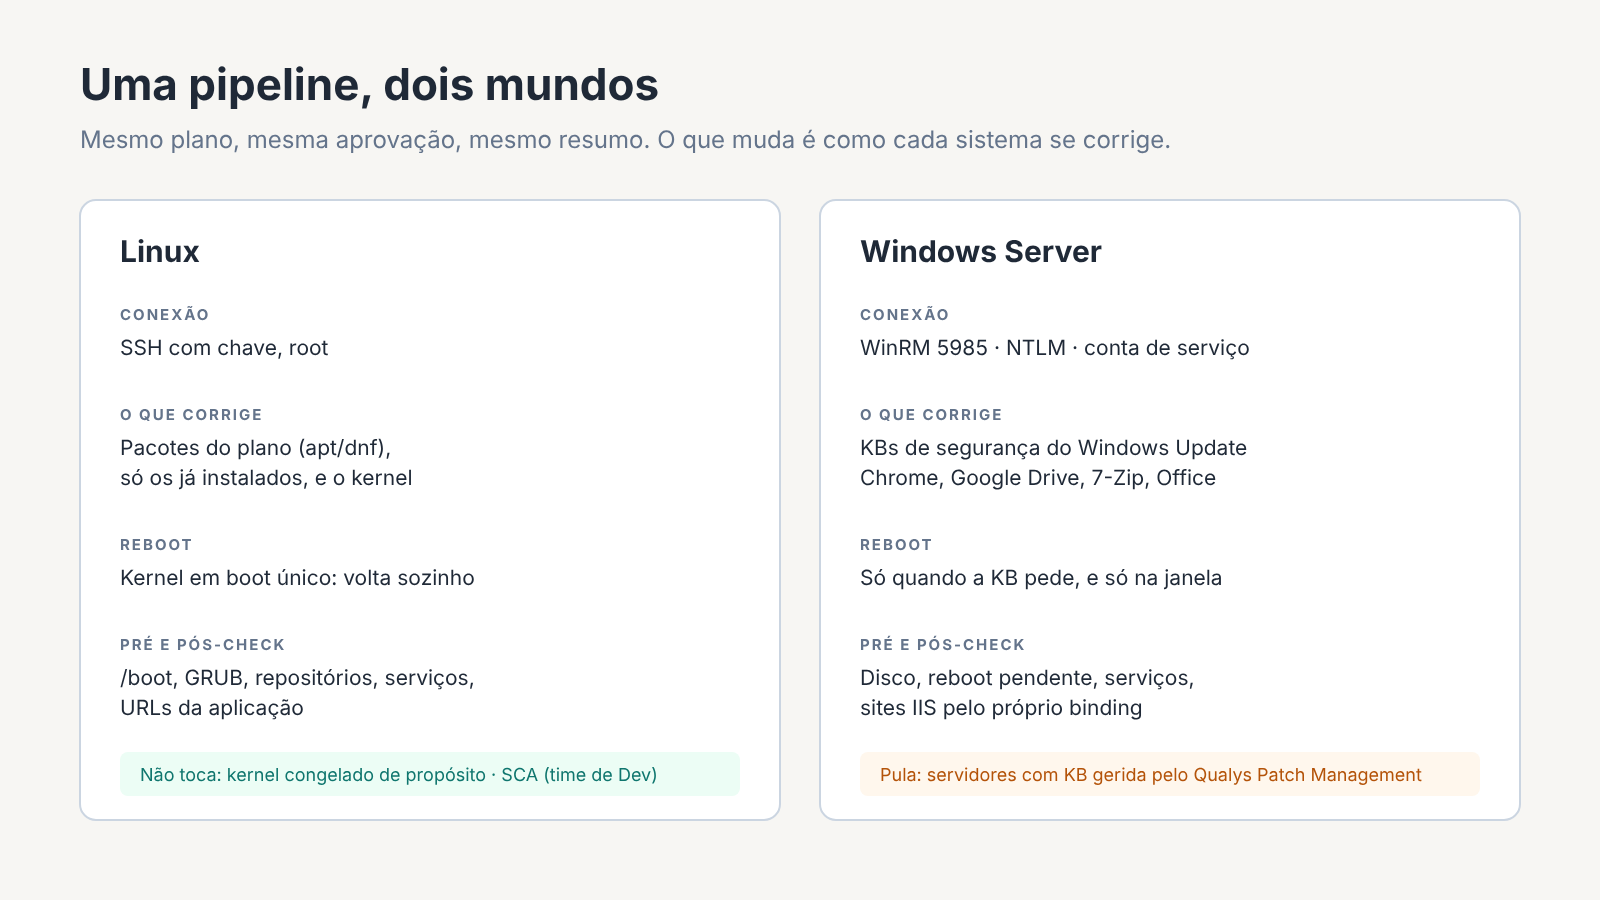 Uma pipeline, dois mundos
Mesmo plano, mesma aprovação, mesmo resumo. O que muda é como cada sistema se corrige.
Linux
CONEXÃO
SSH com chave, root
O QUE CORRIGE
Pacotes do plano (apt/dnf),
só os já instalados, e o kernel
REBOOT
Kernel em boot único: volta sozinho
PRÉ E PÓS-CHECK
/boot, GRUB, repositórios, serviços,
URLs da aplicação
Não toca: kernel congelado de propósito · SCA (time de Dev)
Windows Server
CONEXÃO
WinRM 5985 · NTLM · conta de serviço
O QUE CORRIGE
KBs de segurança do Windows Update
Chrome, Google Drive, 7-Zip, Office
REBOOT
Só quando a KB pede, e só na janela
PRÉ E PÓS-CHECK
Disco, reboot pendente, serviços,
sites IIS pelo próprio binding
Pula: servidores com KB gerida pelo Qualys Patch Management